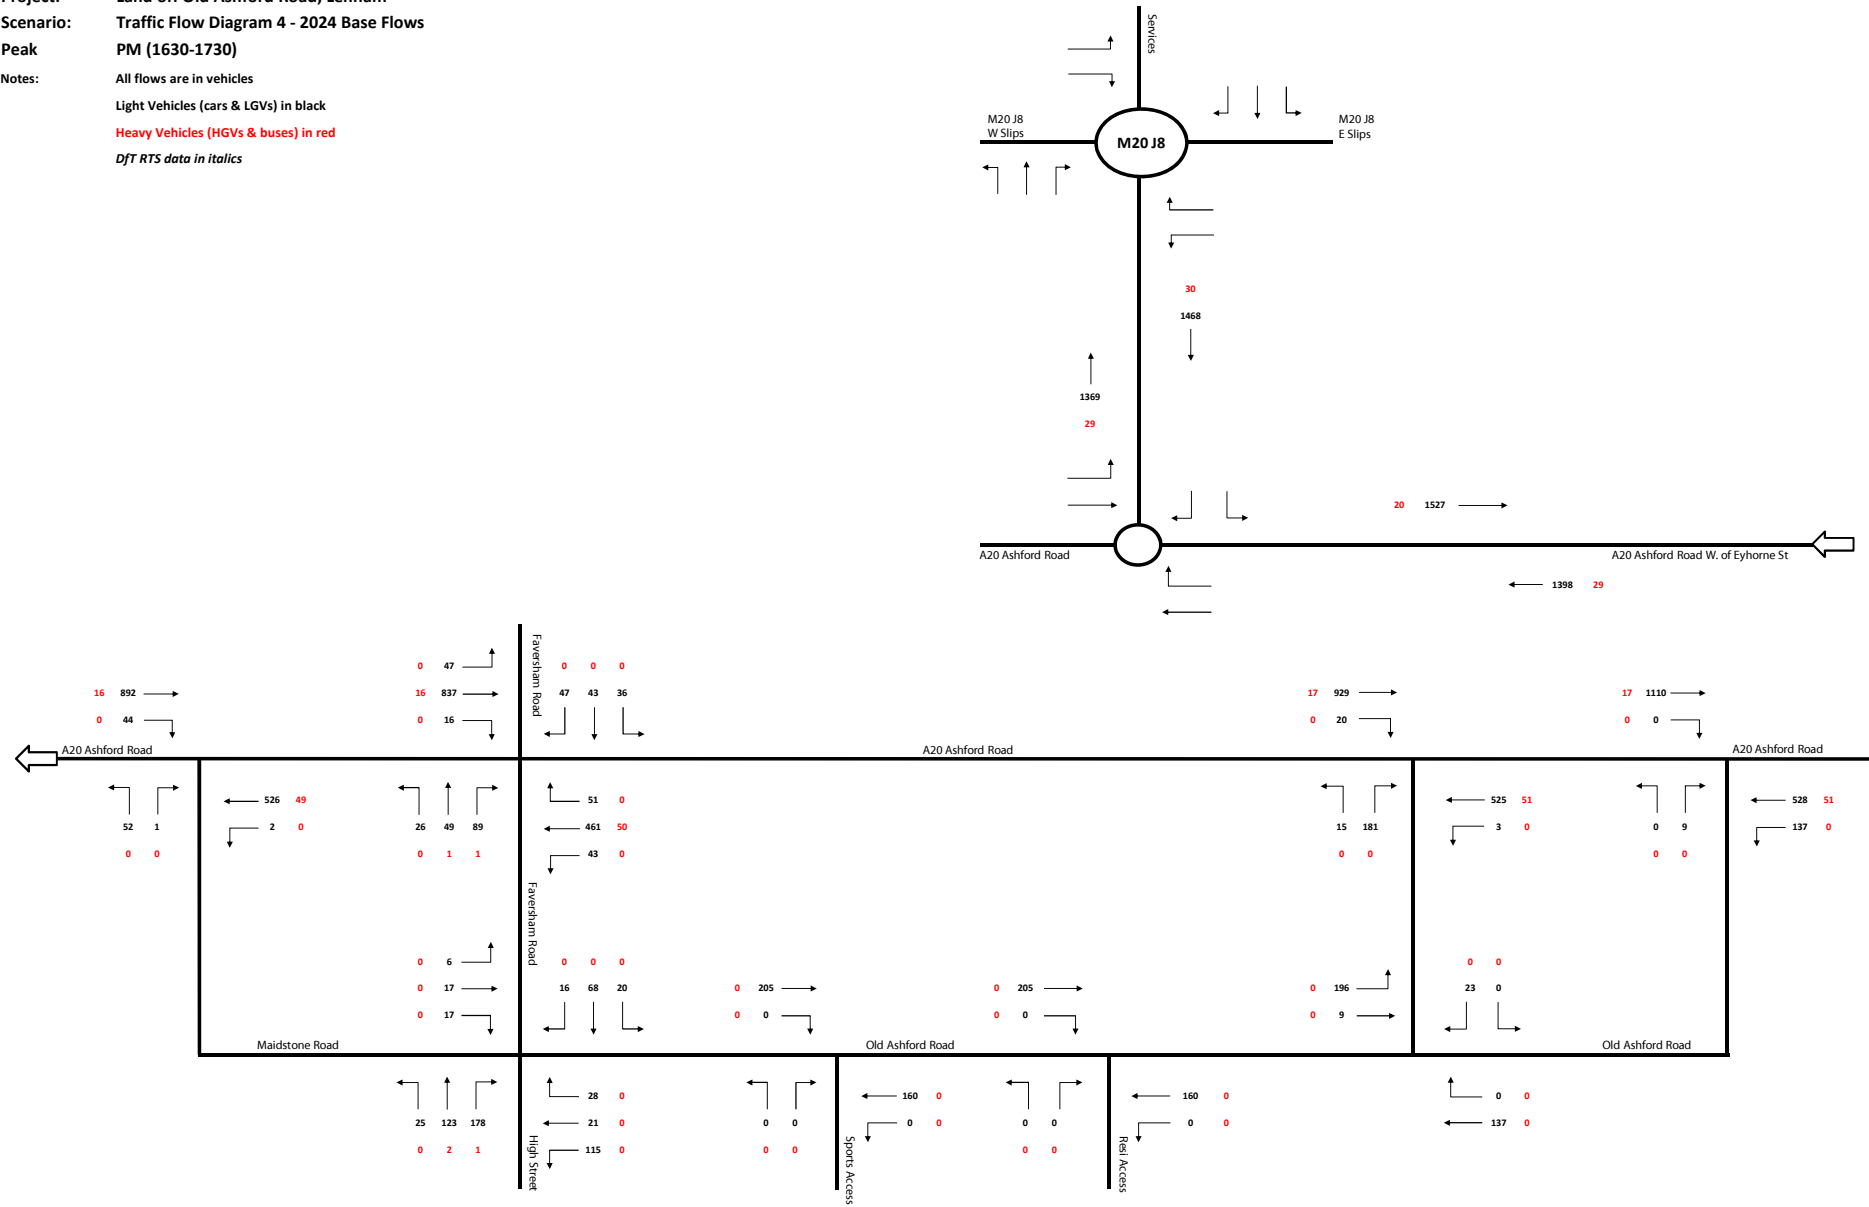 Project: Land off Old Ashford Road, Lenham
Scenario: Traffic Flow Diagram 4 - 2024 Base Flows
Peak PM (1630-1730)
Notes: All flows are in vehicles
Light Vehicles (cars & LGVs) in black
Heavy Vehicles (HGVs & buses) in red
DfT RTS data in italics
Services
M20 J8
W Slips
M20 J8
M20 J8
E Slips
30
1468
1369
29
20 1527
A20 Ashford Road
A20 Ashford Road W. of Eyhorne St
1398 29
Faversham Road
0 47
0 0 0
16 892
16 837
47 43 36
17 929
17 1110
0 44
0 16
0 20
0 0
A20 Ashford Road
A20 Ashford Road
A20 Ashford Road
526 49
51 0
525 51
528 51
52 1
2 0
26 49 89
461 50
15 181
3 0
0 9
137 0
0 0
0 1 1
43 0
0 0
0 0
Faversham Road
0 6
0 0 0
0 0
0 17
16 68 20
0 205
0 205
0 196
23 0
0 17
0 0
0 0
0 9
Maidstone Road
Old Ashford Road
Old Ashford Road
28 0
160 0
160 0
0 0
25 123 178
21 0
0 0
0 0
0 0
0 0
137 0
0 2 1
115 0
0 0
0 0
High Street
Sports Access
Resi Access